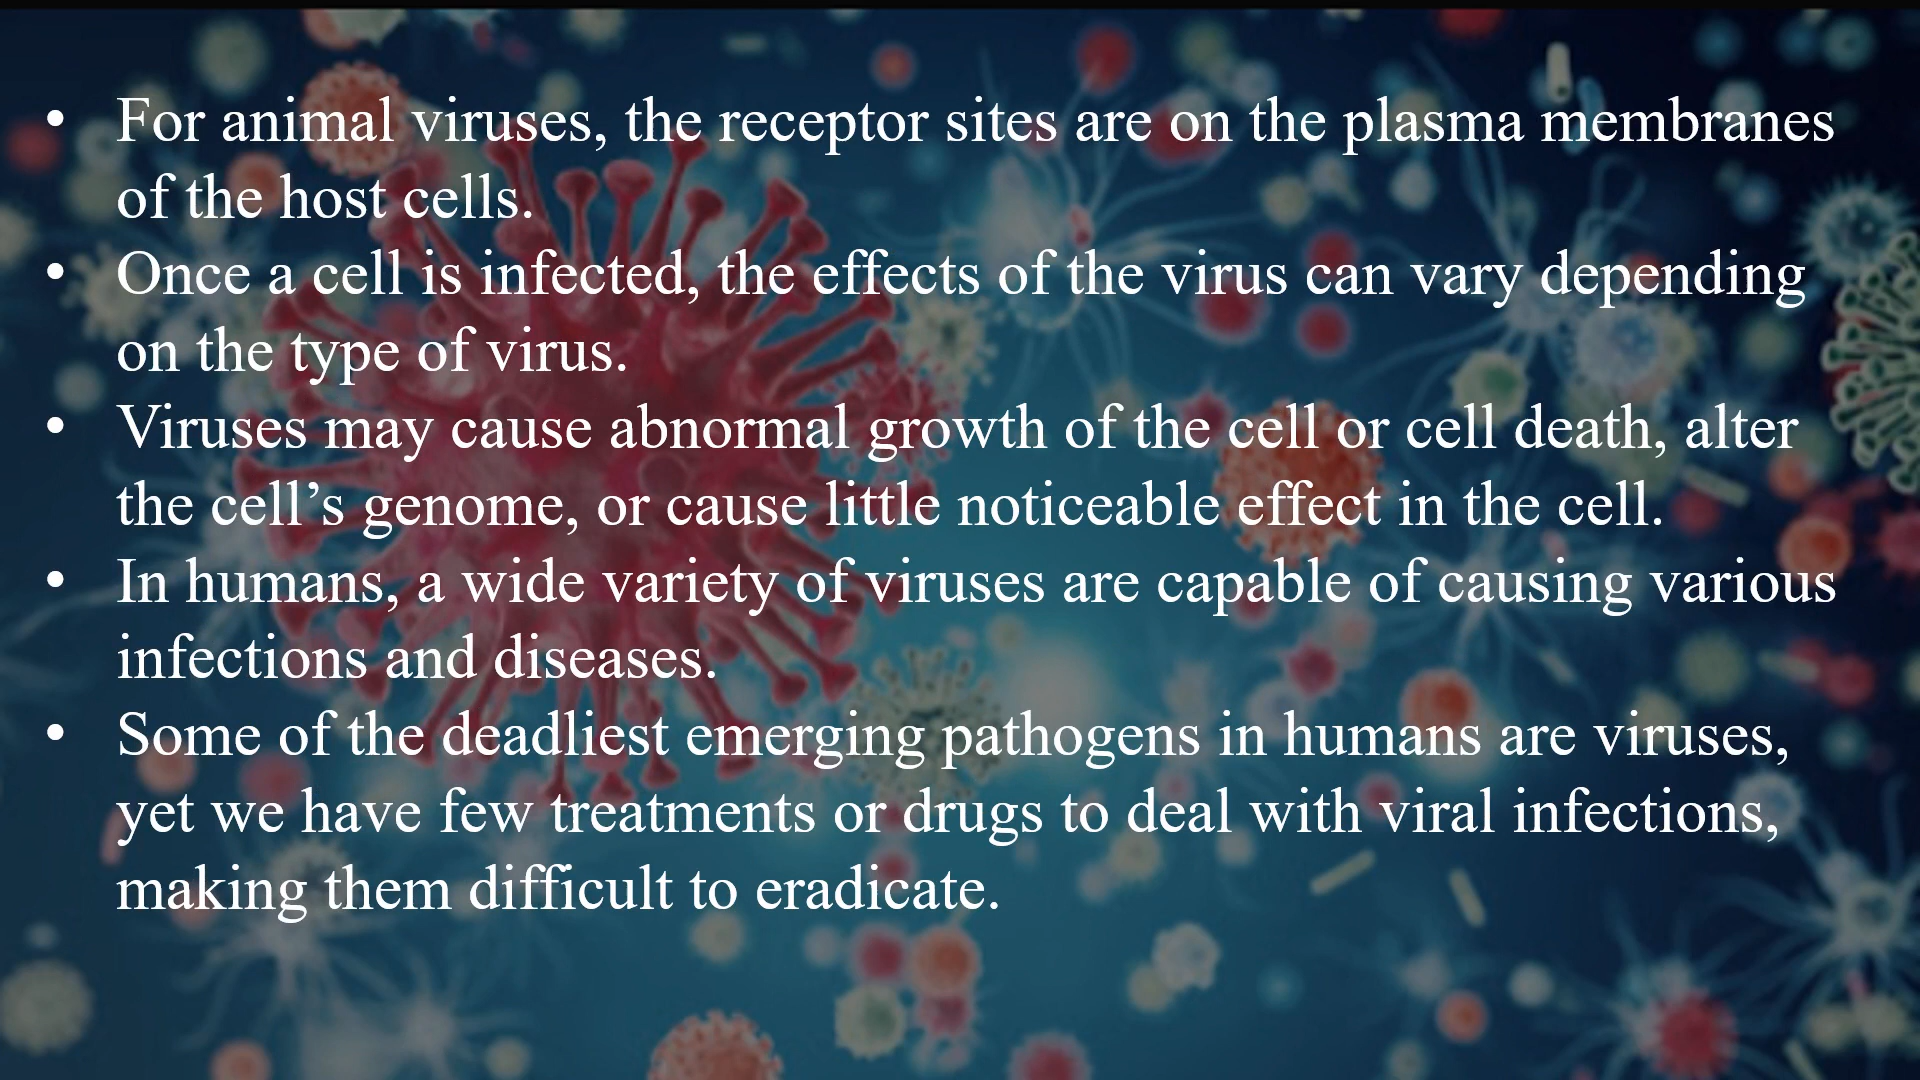 • For animal viruses, the receptor sites are on the plasma membranes
of the host cells.
• Once a cell is infected, the effects of the virus can vary depending
on the type of virus.
• Viruses may cause abnormal growth of the cell or cell death, alter
the cell’s genome, or cause little noticeable effect in the cell.
• In humans, a wide variety of viruses are capable of causing various
infections and diseases.
• Some of the deadliest emerging pathogens in humans are viruses,
yet we have few treatments or drugs to deal with viral infections,
making them difficult to eradicate.